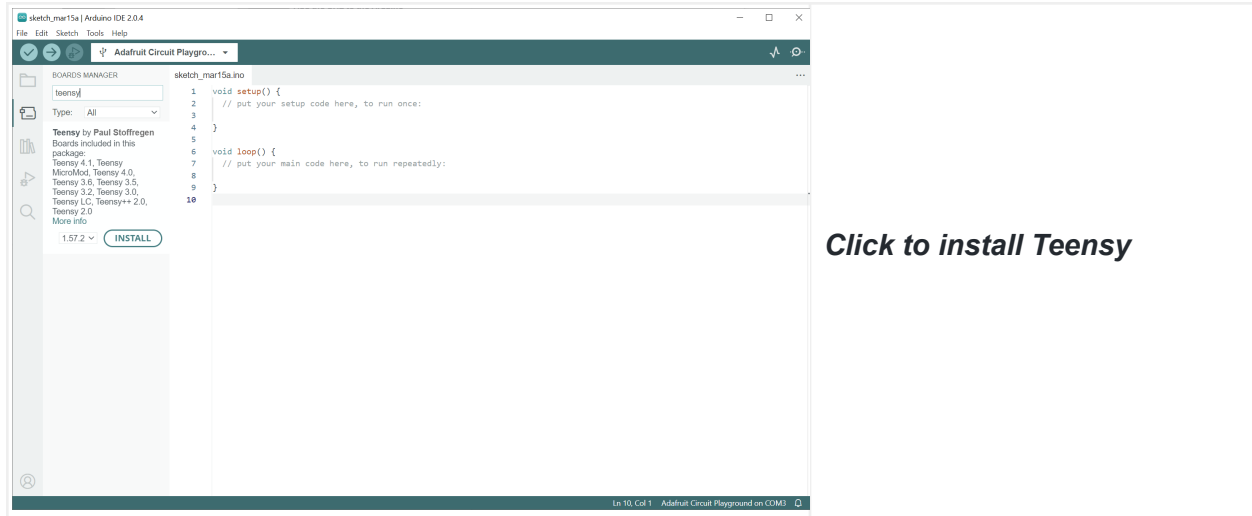 sketch_mar15a | Arduino IDE 2.0.4
File Edit Sketch Tools Help
Adafruit Circuit Playgro...
BOARDS MANAGER
teensy
Type: All
Teensy by Paul Stoffregen
Boards included in this
package:
Teensy 4.1, Teensy
MicroMod, Teensy 4.0,
Teensy 3.6, Teensy 3.5,
Teensy 3.2, Teensy 3.0,
Teensy LC, Teensy++ 2.0,
Teensy 2.0
More info
1.57.2 INSTALL
sketch_mar15a.ino
1 void setup() {
2 // put your setup code here, to run once:
3
4 }
5
6 void loop() {
7 // put your main code here, to run repeatedly:
8
9 }
10
Ln 10, Col 1 Adafruit Circuit Playground on COM3
Click to install Teensy